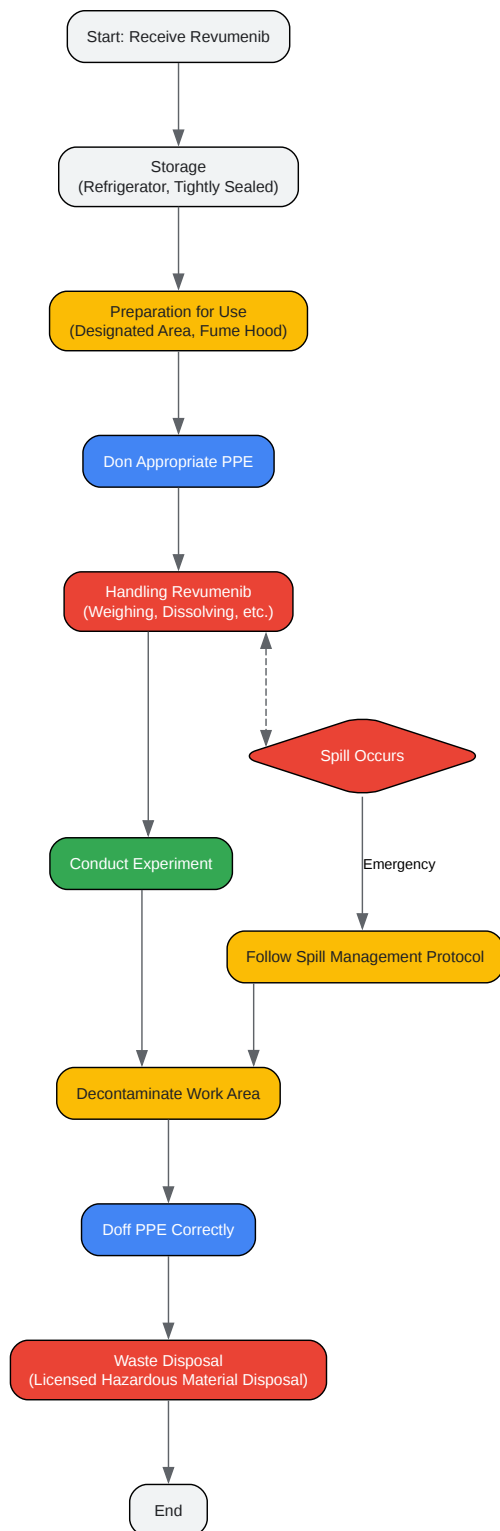 Start: Receive Revumenib
Storage
(Refrigerator, Tightly Sealed)
Preparation for Use
(Designated Area, Fume Hood)
Don Appropriate PPE
Handling Revumenib
(Weighing, Dissolving, etc.)
Spill Occurs
Conduct Experiment
Emergency
Follow Spill Management Protocol
Decontaminate Work Area
Doff PPE Correctly
Waste Disposal
(Licensed Hazardous Material Disposal)
End